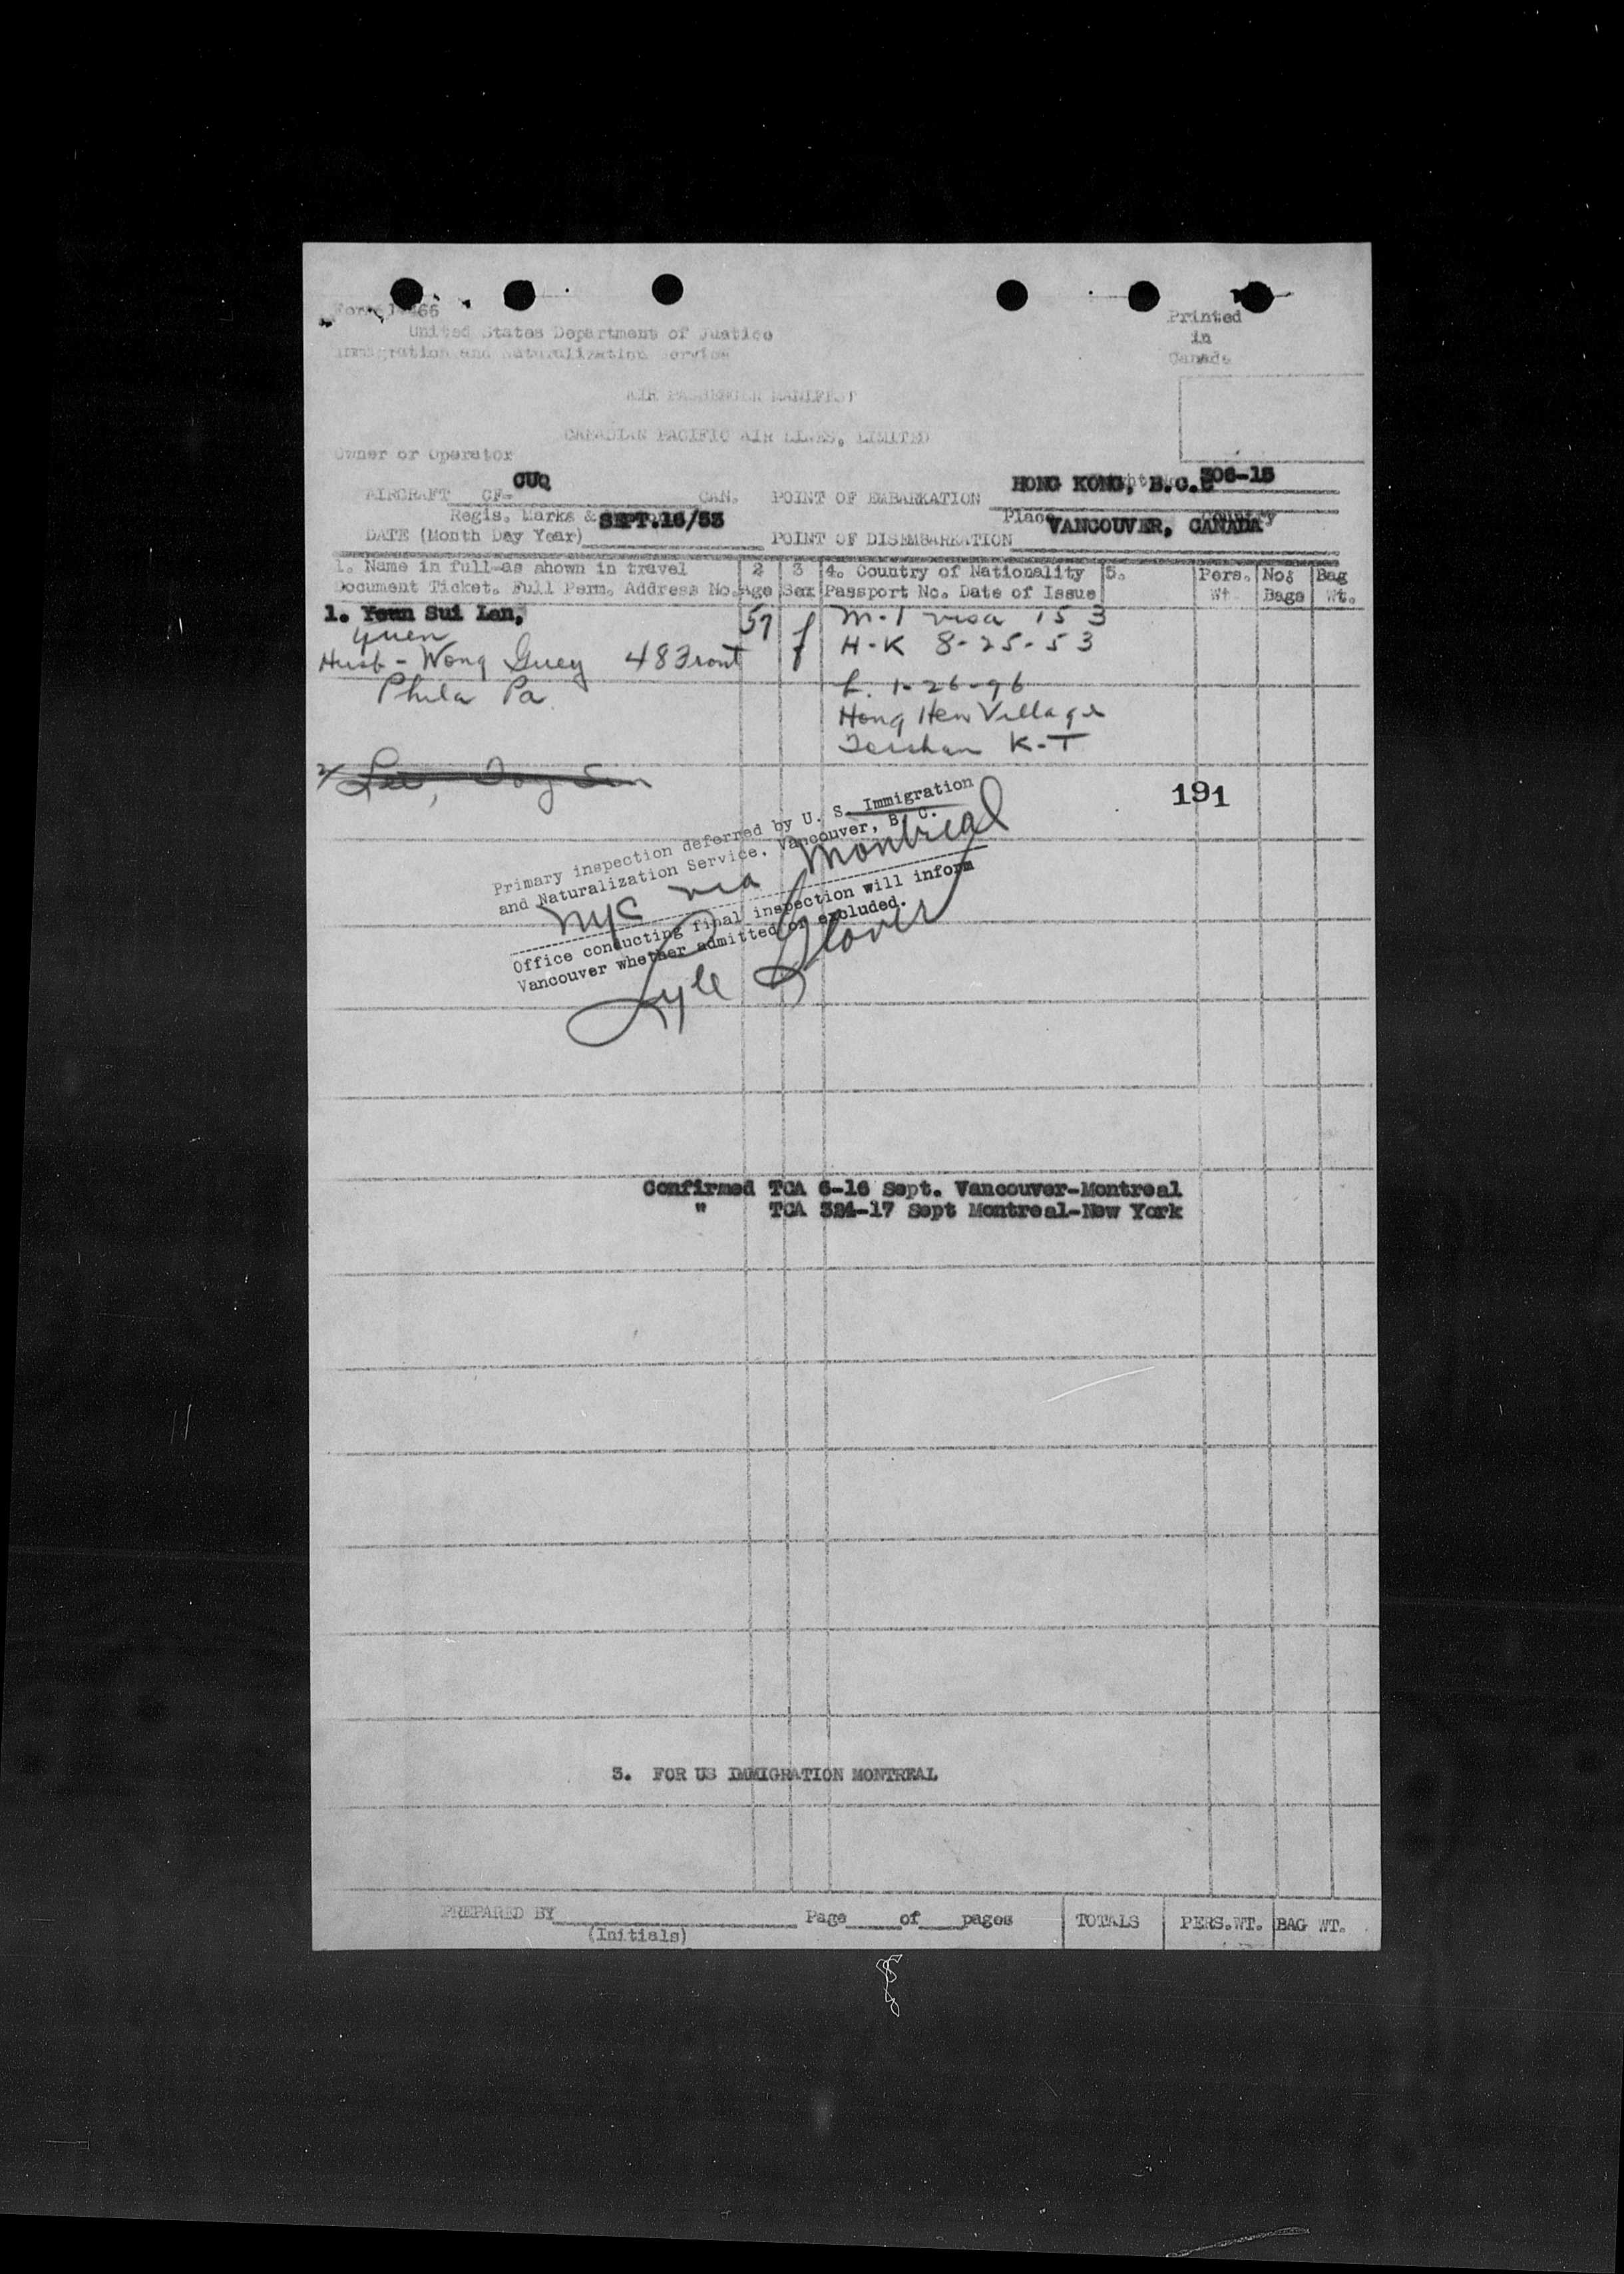 Form I-466
Printed
United States Department of Justice
in
Immigration and Naturalization Service
Canada
AIR PASSENGER MANIFEST
CANADIAN PACIFIC AIR LINES, LIMITED
Owner or Operator
AIRCRAFT CF- CUQ CAN. POINT OF EMBARKATION HONG KONG, B.C.C 306-15
Regis. Marks & SEPT.16/53 Place Country
DATE (Month Day Year) POINT OF DISEMBARKATION VANCOUVER, CANADA
1. Name in full as shown in travel 2 3 4. Country of Nationality 5. Pers. No; Bag
Document Ticket. Full Perm. Address No. Age Sex Passport No. Date of Issue Wt Bags Wt.
1. Youn Sui Lan, 57 f M-1 visa 153
Yuen
Husb - Wong Guey 48 Front H-K 8-25-53
Phila Pa b. 1-26-96
Hong Hen Village
Toishan K-T
2/ Lee, Toy Sin
191
Primary inspection deferred by U. S. Immigration
and Naturalization Service, Vancouver, B. C.
NYC via Montreal
Office conducting final inspection will inform
Vancouver whether admitted or excluded.
Lyle Glover
Confirmed TCA 6-16 Sept. Vancouver-Montreal
" TCA 324-17 Sept Montreal-New York
3. FOR US IMMIGRATION MONTREAL
PREPARED BY Page of pages TOTALS PERS.WT. BAG WT.
(Initials)